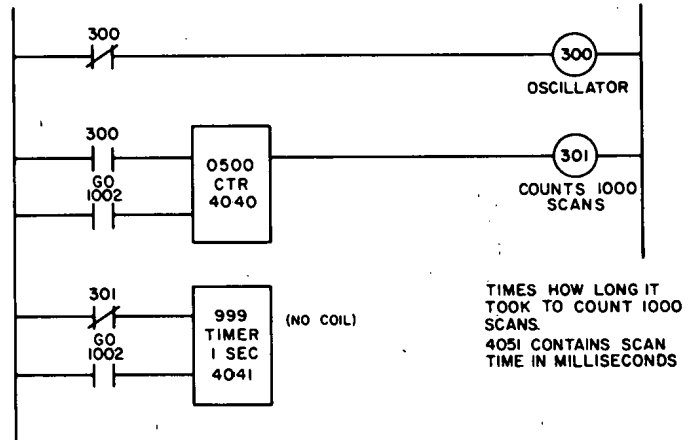 300
300
OSCILLATOR
300
GO
1002
0500
CTR
4040
301
COUNTS 1000
SCANS
301
GO
1002
999
TIMER
1 SEC
4041
(NO COIL)
TIMES HOW LONG IT
TOOK TO COUNT 1000
SCANS.
4051 CONTAINS SCAN
TIME IN MILLISECONDS